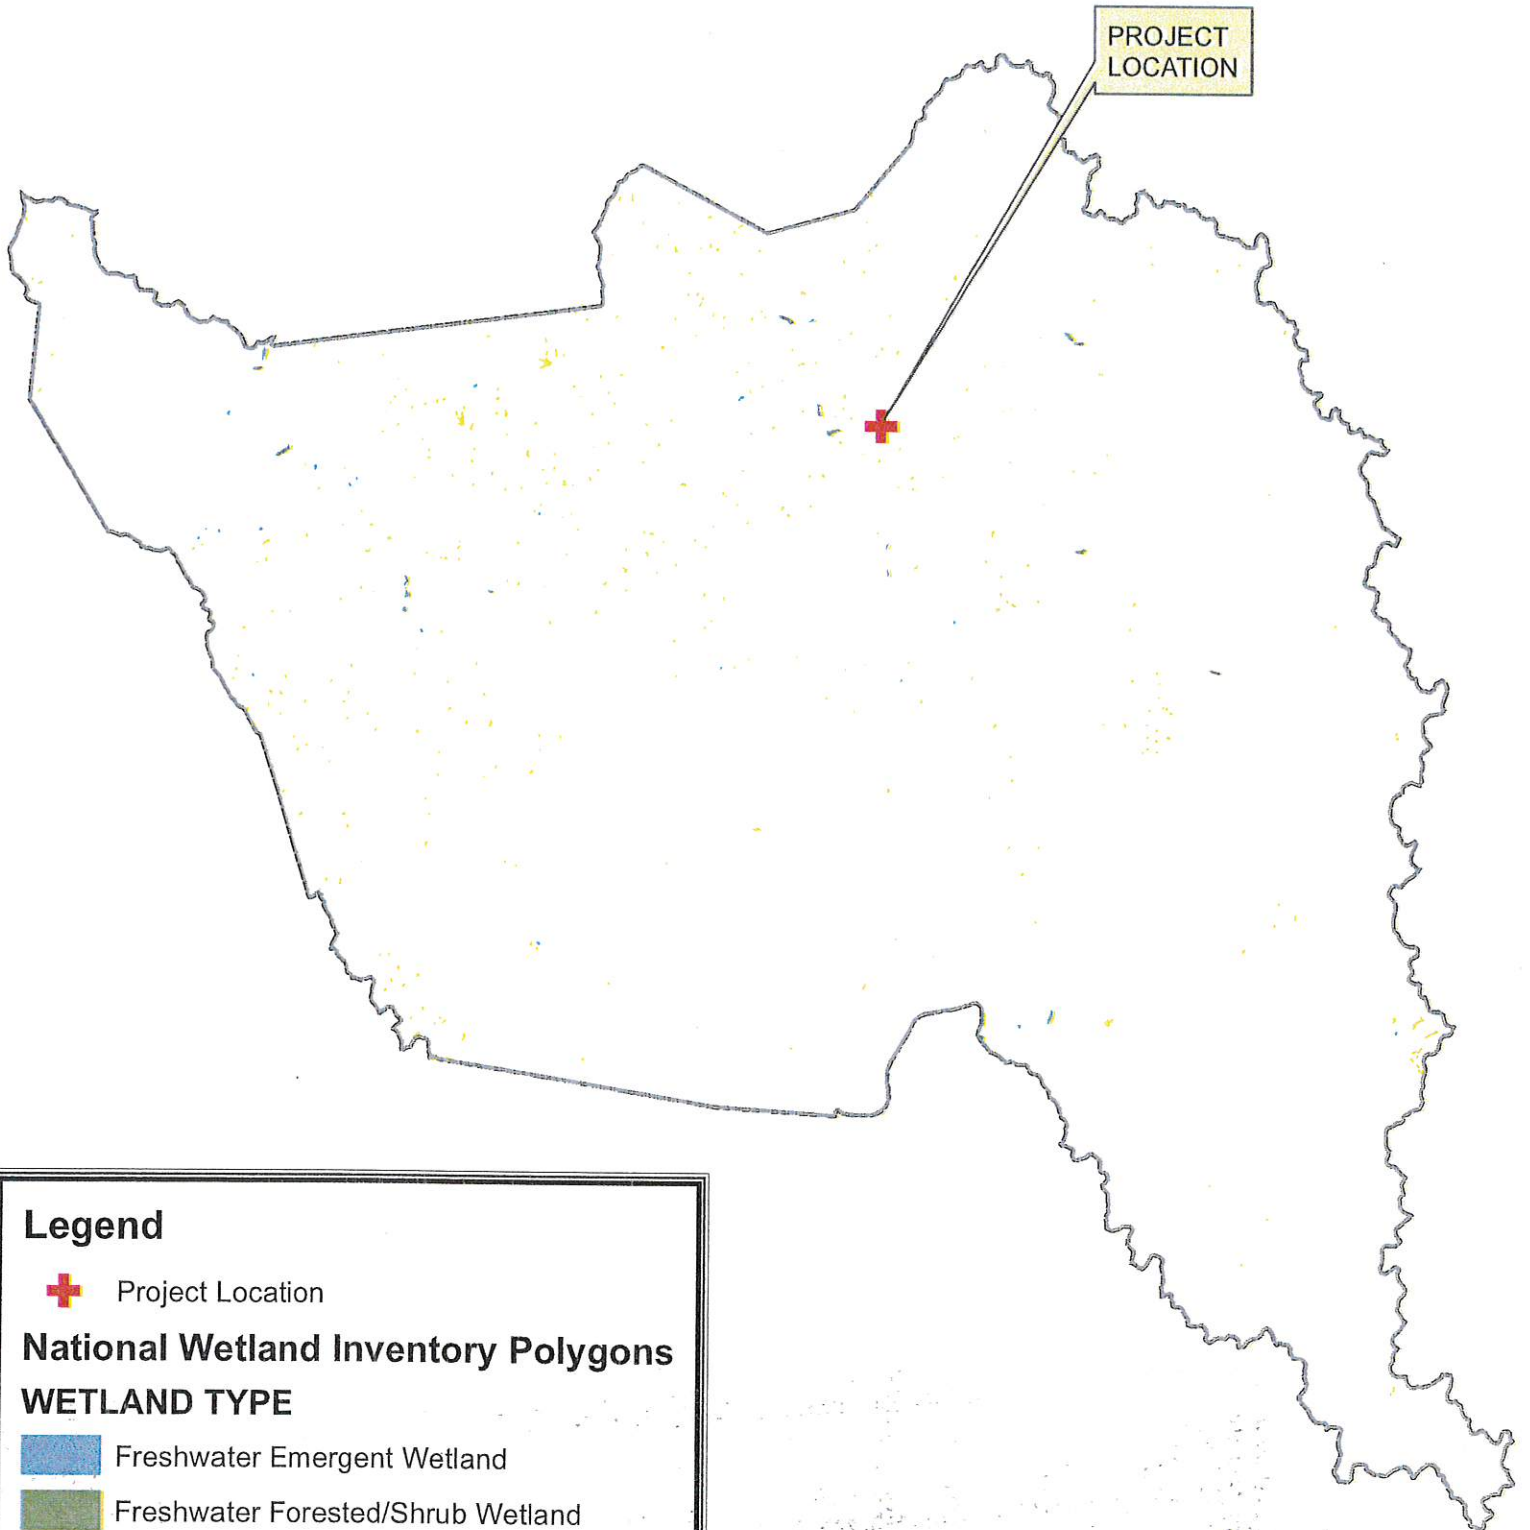 PROJECT
LOCATION
Legend
Project Location
National Wetland Inventory Polygons
WETLAND TYPE
Freshwater Emergent Wetland
Freshwater Forested/Shrub Wetland